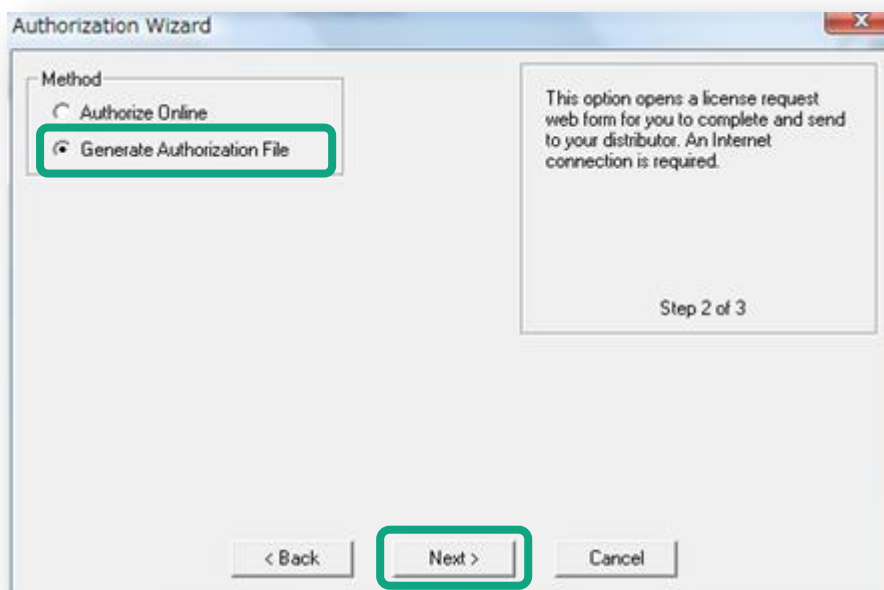 Authorization Wizard
Method
Authorize Online
Generate Authorization File
This option opens a license request
web form for you to complete and send
to your distributor. An Internet
connection is required.
Step 2 of 3
< Back
Next >
Cancel